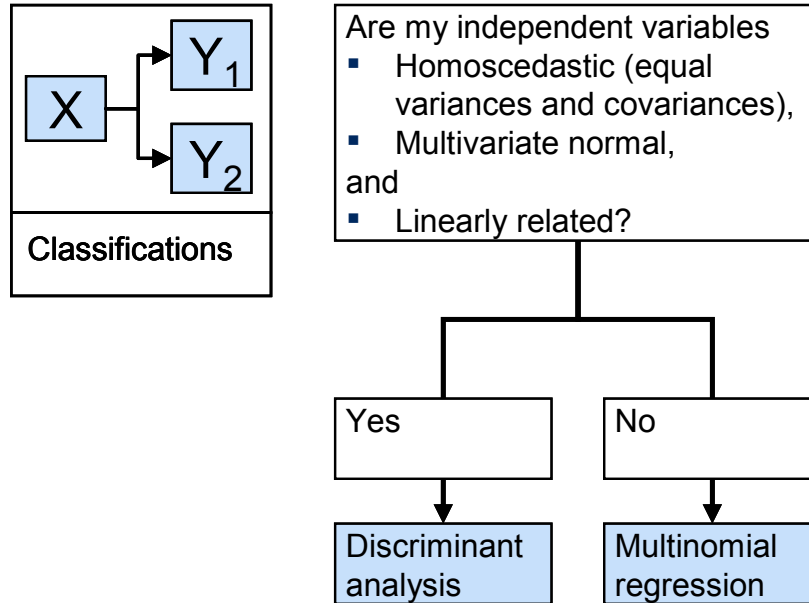 X
Y1
Y2
Classifications
Are my independent variables
▪ Homoscedastic (equal
variances and covariances),
▪ Multivariate normal,
and
▪ Linearly related?
Yes
No
Discriminant
analysis
Multinomial
regression